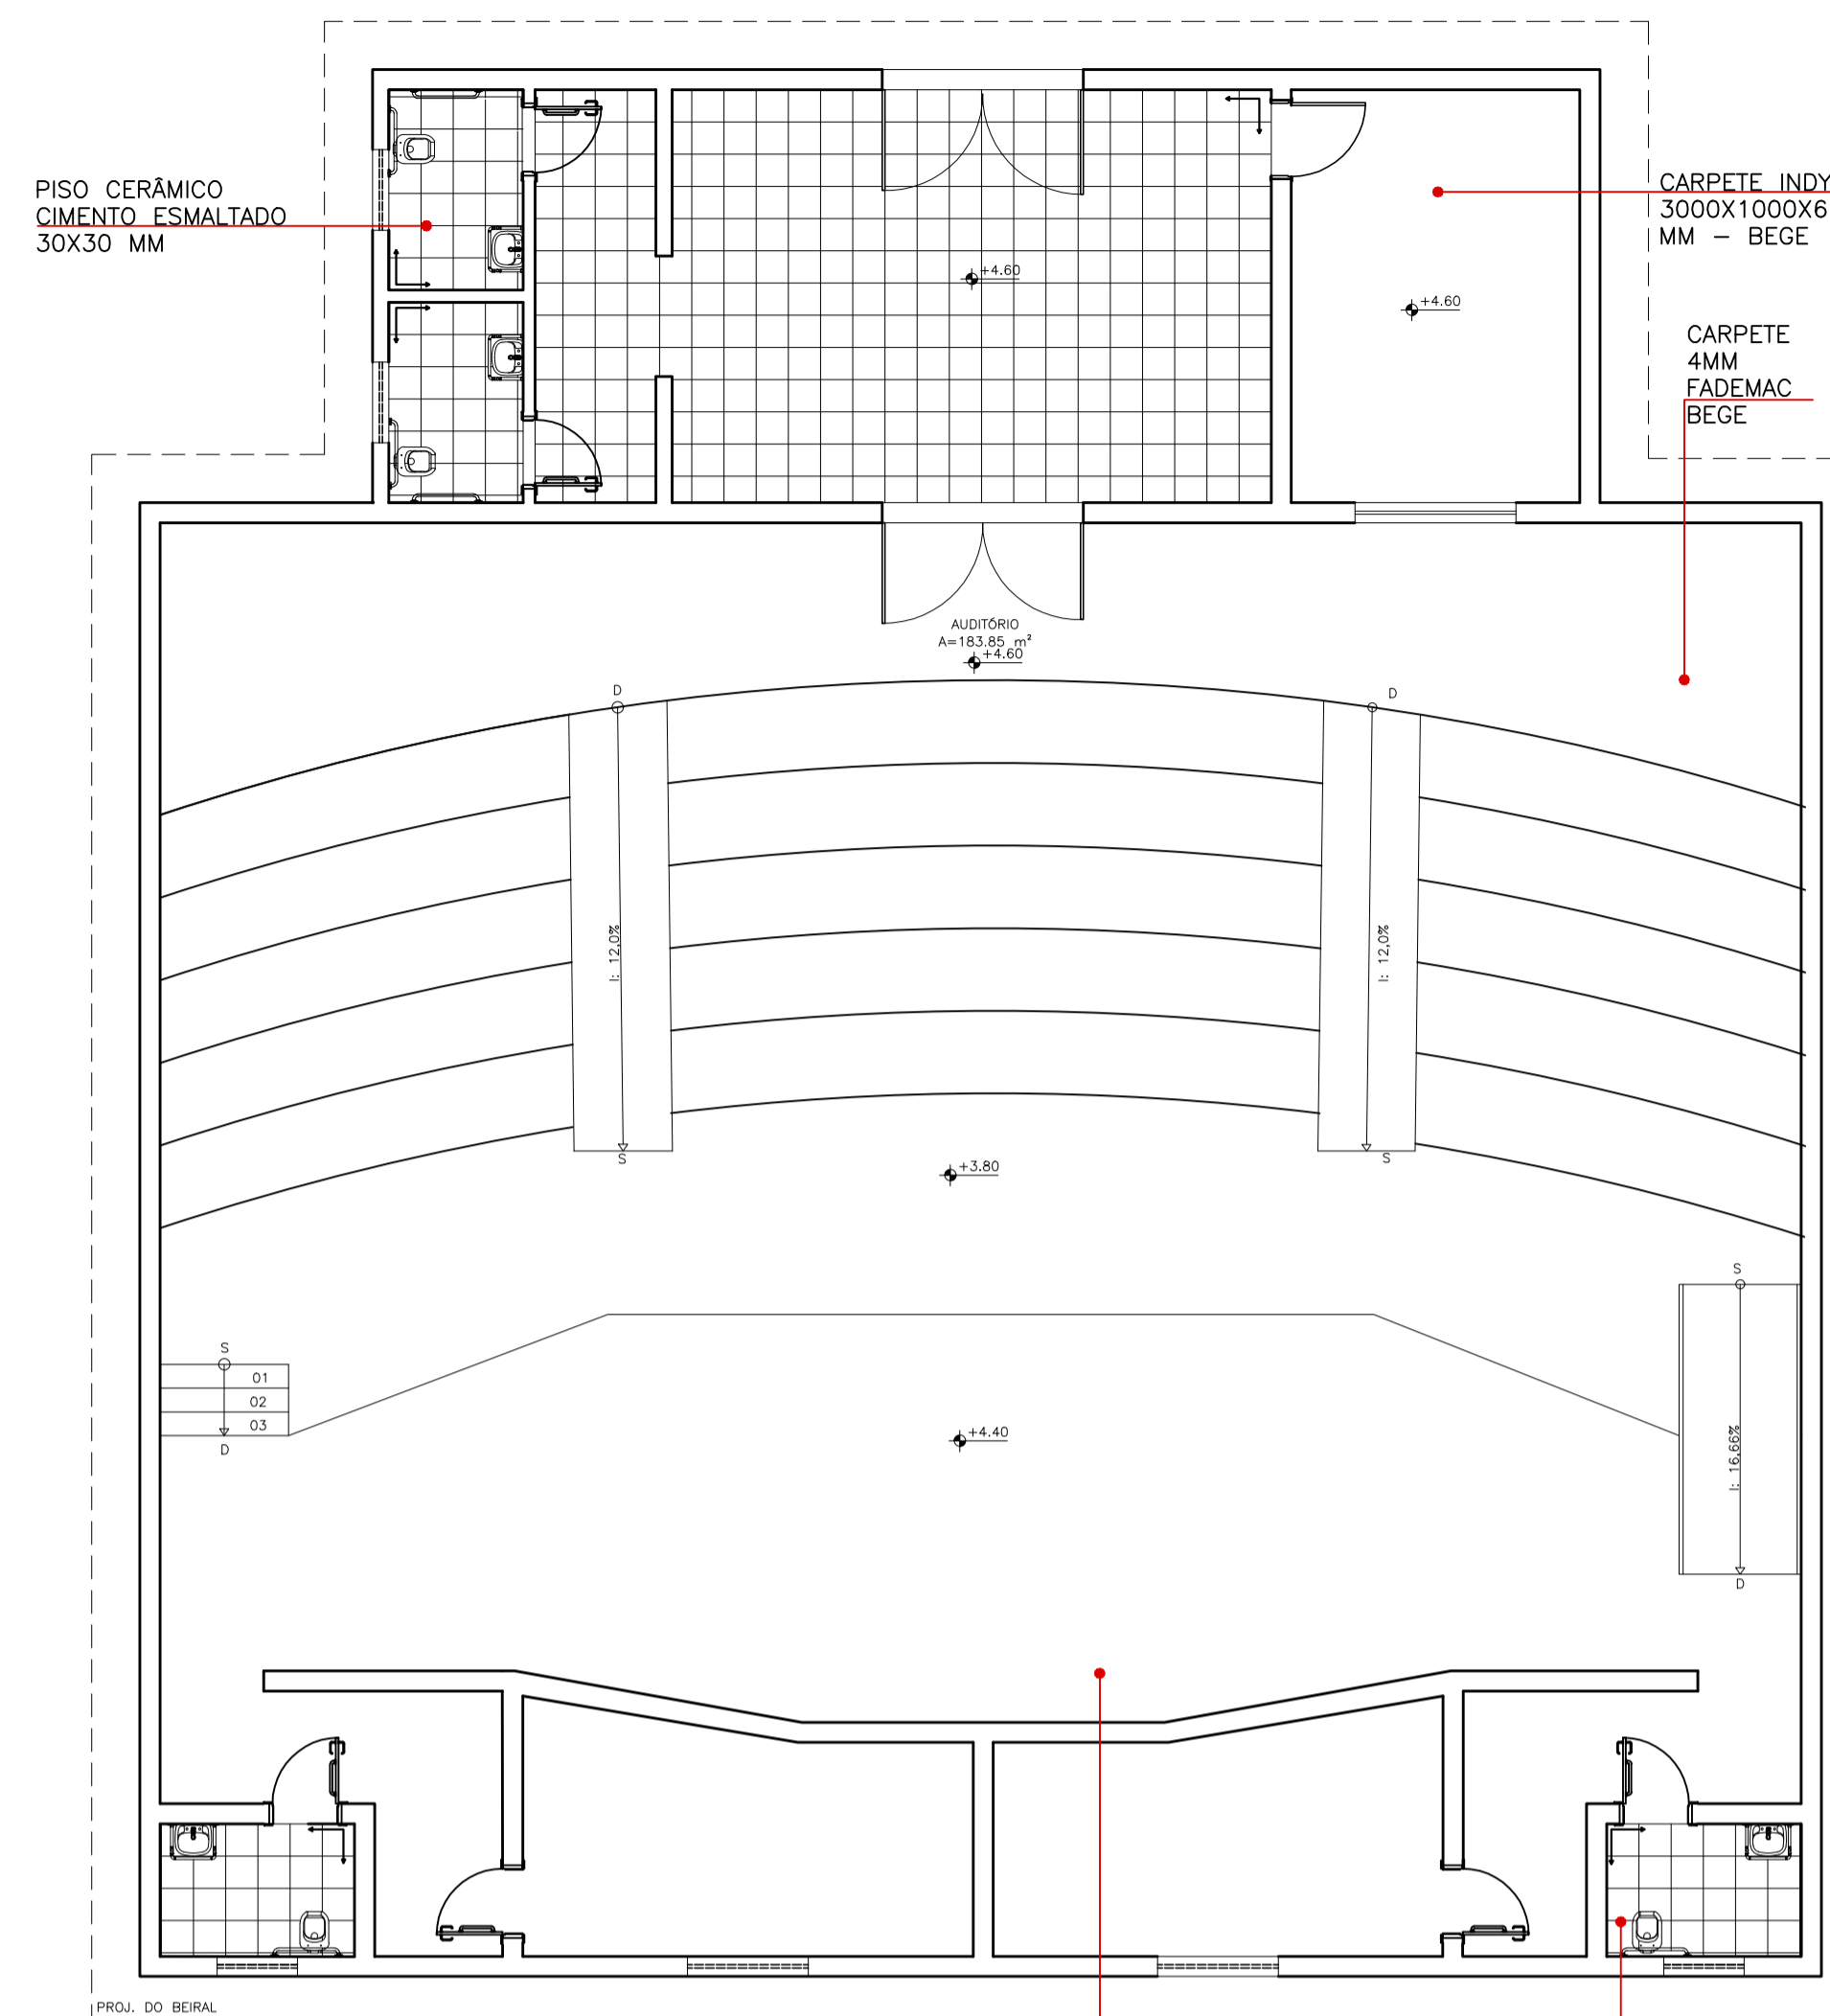 PISO CERÂMICO
CIMENTO ESMALTADO
30X30 MM
CARPETE INDY
3000X1000X6
MM – BEGE
+4.60
+4.60
CARPETE
4MM
FADEMAC
BEGE
AUDITÓRIO
A=183.85 m²
+4.60
D
D
I: 12,0%
I: 12,0%
S
S
+3.80
S
S
01
02
03
D
+4.40
I: 16,66%
D
PROJ. DO BEIRAL